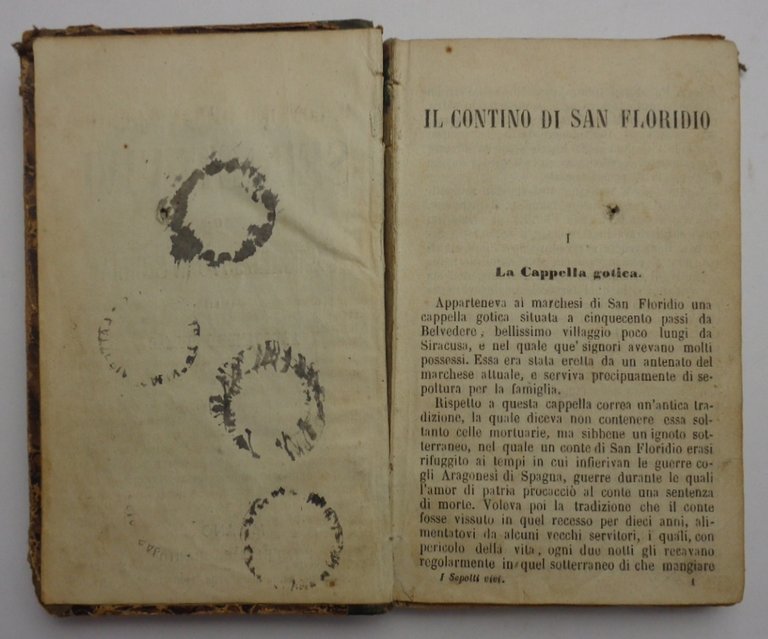 IL CONTINO DI SAN FLORIDIO
I
La Cappella gotica.
Apparteneva ai marchesi di San Floridio una
cappella gotica situata a cinquecento passi da
Belvedere, bellissimo villaggio poco lungi da
Siracusa, e nel quale que' signori avevano molti
possessi. Essa era stata eretta da un antenato del
marchese attuale, e serviva precipuamente di se-
poltura per la famiglia.
Rispetto a questa cappella correa un'antica tra-
dizione, la quale diceva non contenere essa sol-
tanto celle mortuarie, ma sibbene un ignoto sot-
terraneo, nel quale un conte di San Floridio erasi
rifuggito ai tempi in cui infierivan le guerre co-
gli Aragonesi di Spagna, guerre durante le quali
l'amor di patria procacciò al conte una sentenza
di morte. Voleva poi la tradizione che il conte
fosse vissuto in quel recesso per dieci anni, ali-
mentatovi da alcuni vecchi servitori, i quali, con
pericolo della vita, ogni due notti gli recavano
regolarmente in quel sotterraneo di che mangiare
I Sepolti vivi.
1